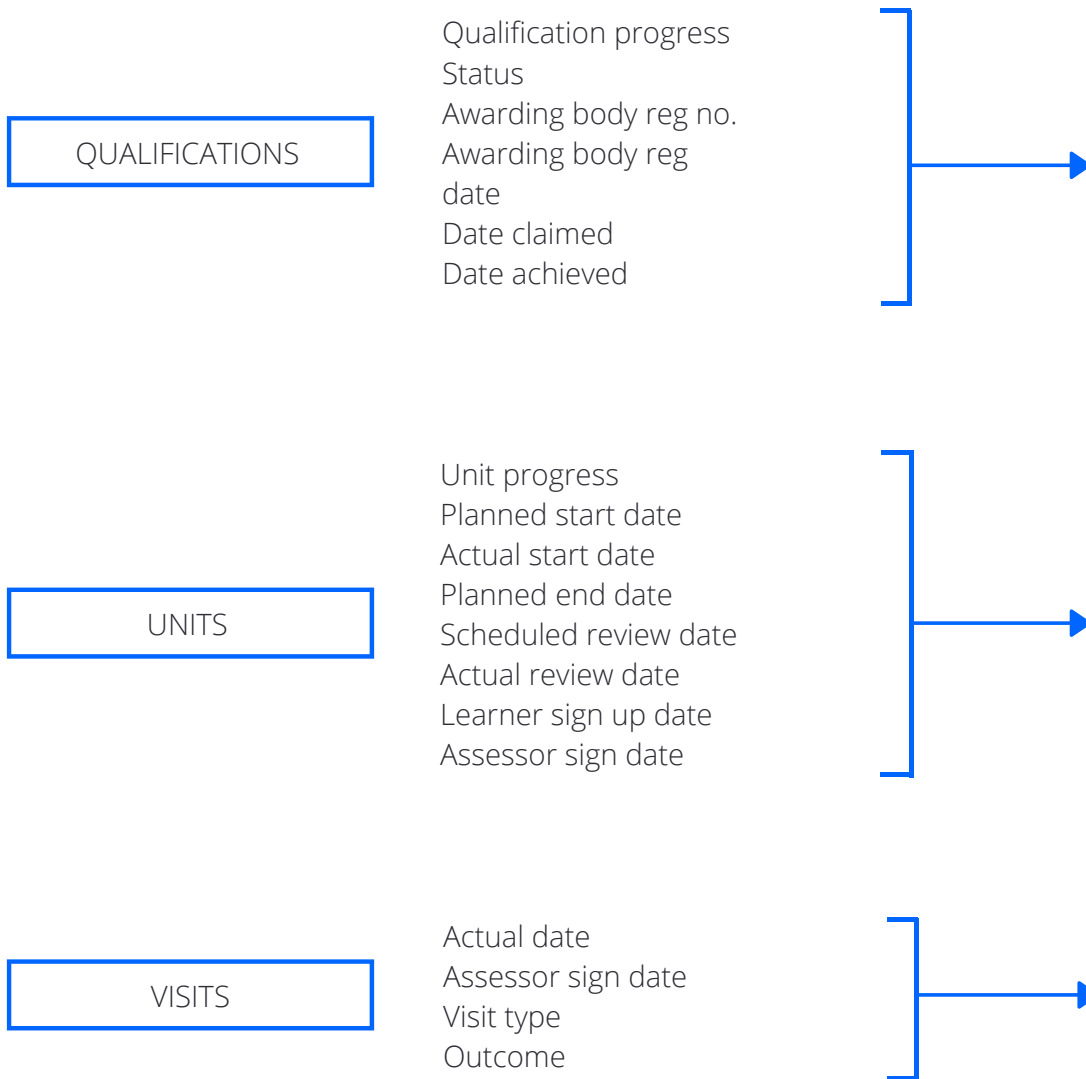 QUALIFICATIONS
Qualification progress
Status
Awarding body reg no.
Awarding body reg
date
Date claimed
Date achieved
UNITS
Unit progress
Planned start date
Actual start date
Planned end date
Scheduled review date
Actual review date
Learner sign up date
Assessor sign date
VISITS
Actual date
Assessor sign date
Visit type
Outcome